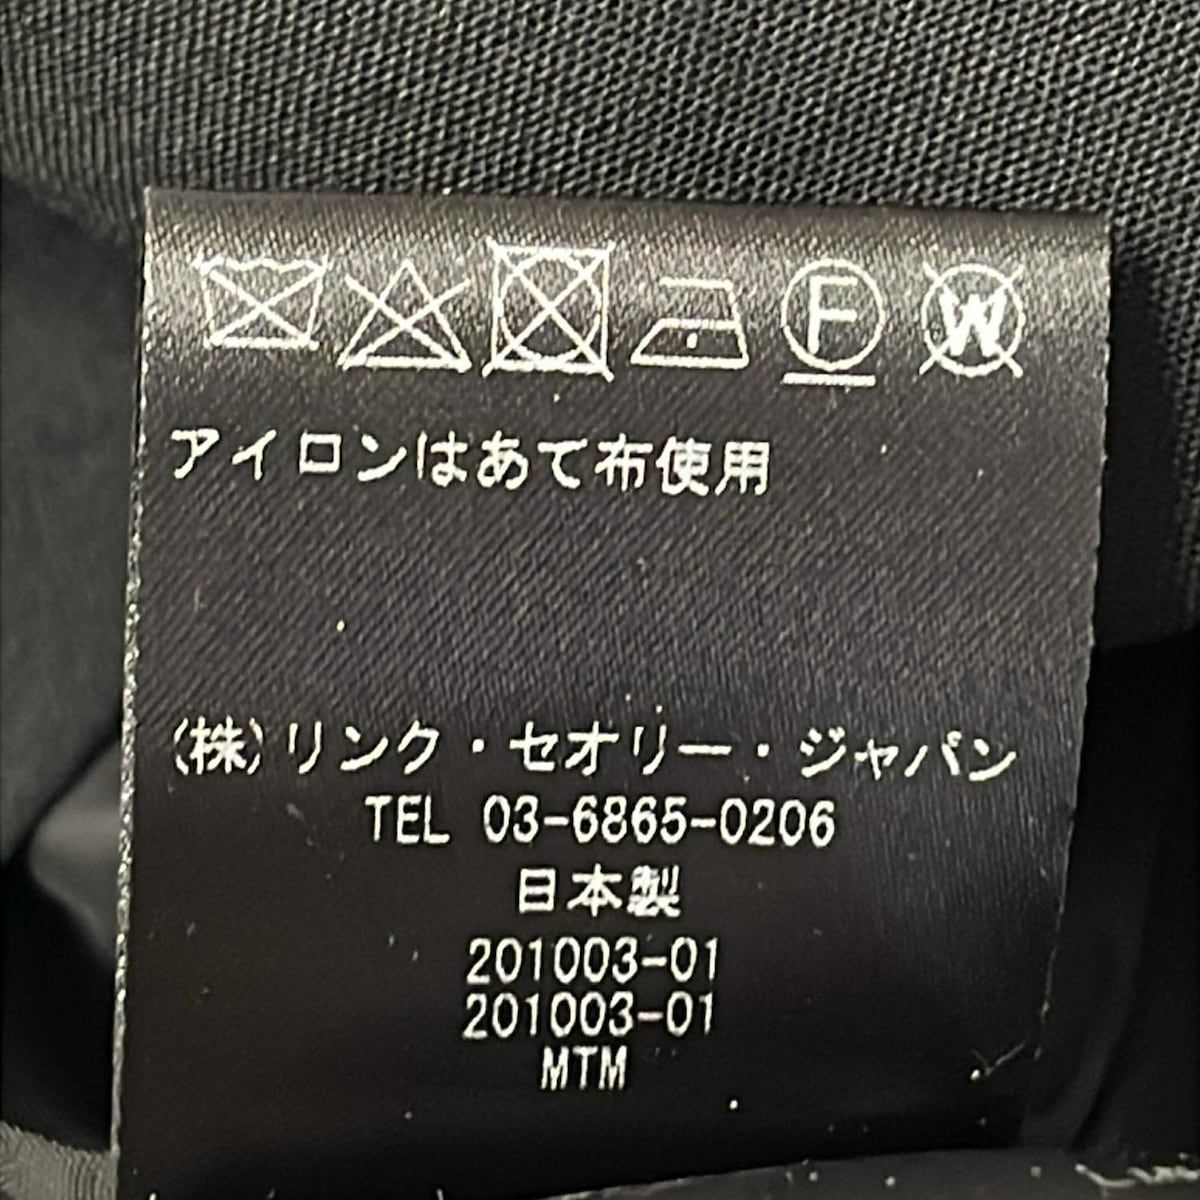 F W
アイロンはあて布使用
(株)リンク・セオリー・ジャパン
TEL 03-6865-0206
日本製
201003-01
201003-01
MTM